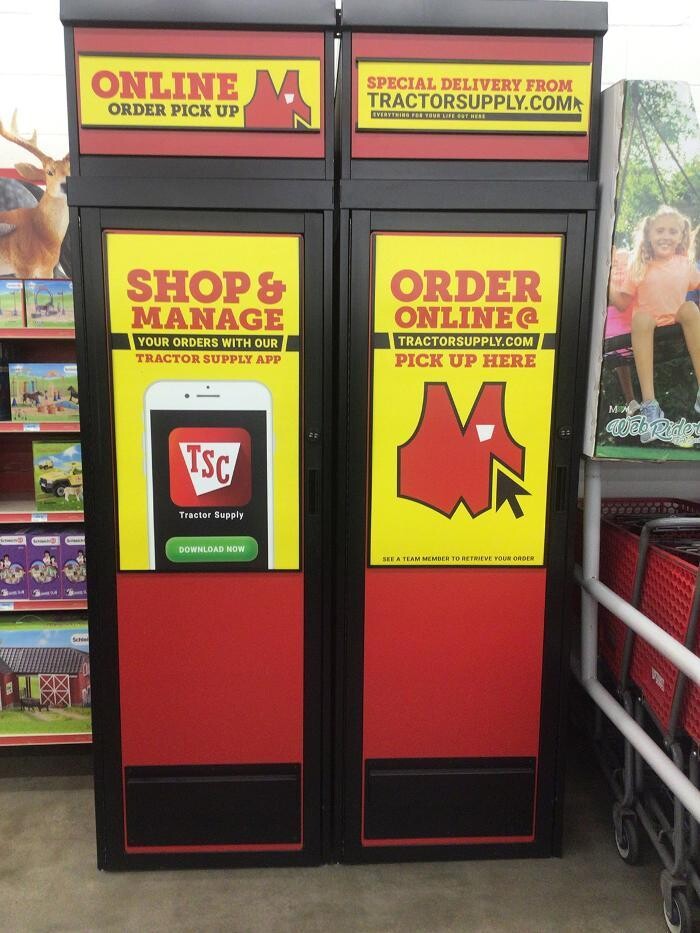 ONLINE
ORDER PICK UP
SPECIAL DELIVERY FROM
TRACTORSUPPLY.COM
EVERYTHING FOR YOUR LIFE OUT HERE
SHOP &
MANAGE
YOUR ORDERS WITH OUR
TRACTOR SUPPLY APP
TSC
Tractor Supply
DOWNLOAD NOW
ORDER
ONLINE @
TRACTORSUPPLY.COM
PICK UP HERE
SEE A TEAM MEMBER TO RETRIEVE YOUR ORDER
Web Rider